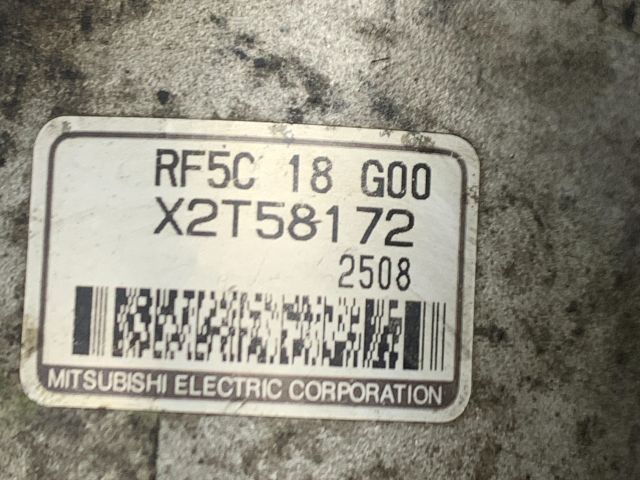 RF5C 18 G00
X2T58172
2508
MITSUBISHI ELECTRIC CORPORATION